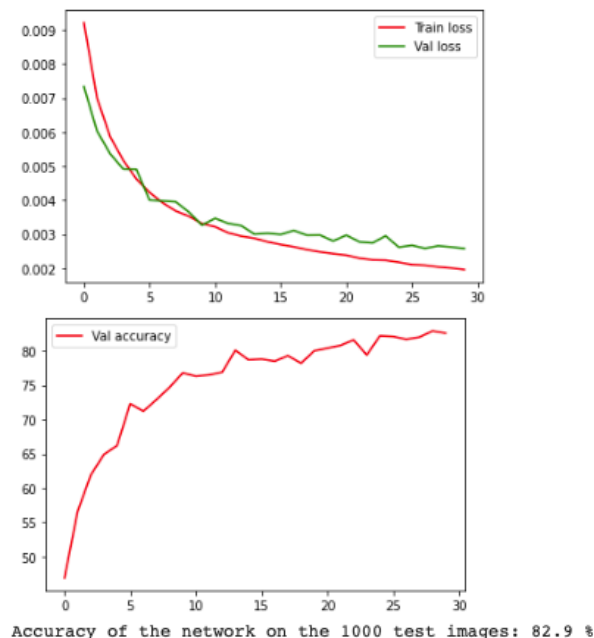 Train loss
Val loss
0.009
0.008
0.007
0.006
0.005
0.004
0.003
0.002
0 5 10 15 20 25 30
Val accuracy
80
75
70
65
60
55
50
0 5 10 15 20 25 30
Accuracy of the network on the 1000 test images: 82.9 %